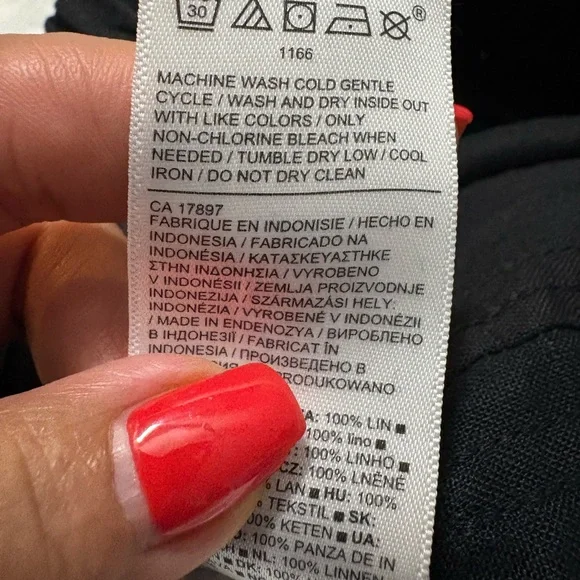 30 ®
1166
MACHINE WASH COLD GENTLE
CYCLE / WASH AND DRY INSIDE OUT
WITH LIKE COLORS / ONLY
NON-CHLORINE BLEACH WHEN
NEEDED / TUMBLE DRY LOW / COOL
IRON / DO NOT DRY CLEAN
CA 17897
FABRIQUE EN INDONISIE / HECHO EN
INDONESIA / FABRICADO NA
INDONÉSIA / ΚΑΤΑΣΚΕΥΑΣΤΗΚΕ
ΣΤΗΝ ΙΝΔΟΝΗΣΙΑ / VYROBENO
V INDONÉSII / ZEMLJA PROIZVODNJE
INDONEZIJA / SZÁRMAZÁSI HELY:
INDONÉZIA / VYROBENÉ V INDONÉZII
/ MADE IN ENDENOZYA / ВИРОБЛЕНО
В ІНДОНЕЗІЇ / FABRICAT ÎN
INDONESIA / ПРОИЗВЕДЕНО В
: 100% LIN ■
lino ■
LINHO ■
CZ: 100% LNĚNÉ
LAN ■ HU: 100%
TEKSTIL ■ SK:
KETEN ■ UA:
PANZA DE IN
NL: 100% LINNEN